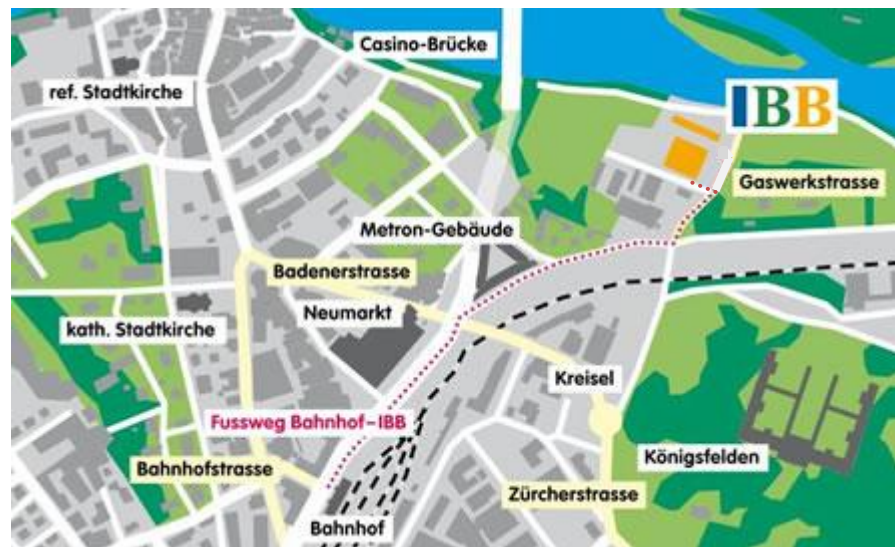 Casino-Brücke
ref. Stadtkirche
IBB
Gaswerkstrasse
Metron-Gebäude
Badenerstrasse
Neumarkt
kath. Stadtkirche
Kreisel
Fussweg Bahnhof–IBB
Königsfelden
Bahnhofstrasse
Zürcherstrasse
Bahnhof